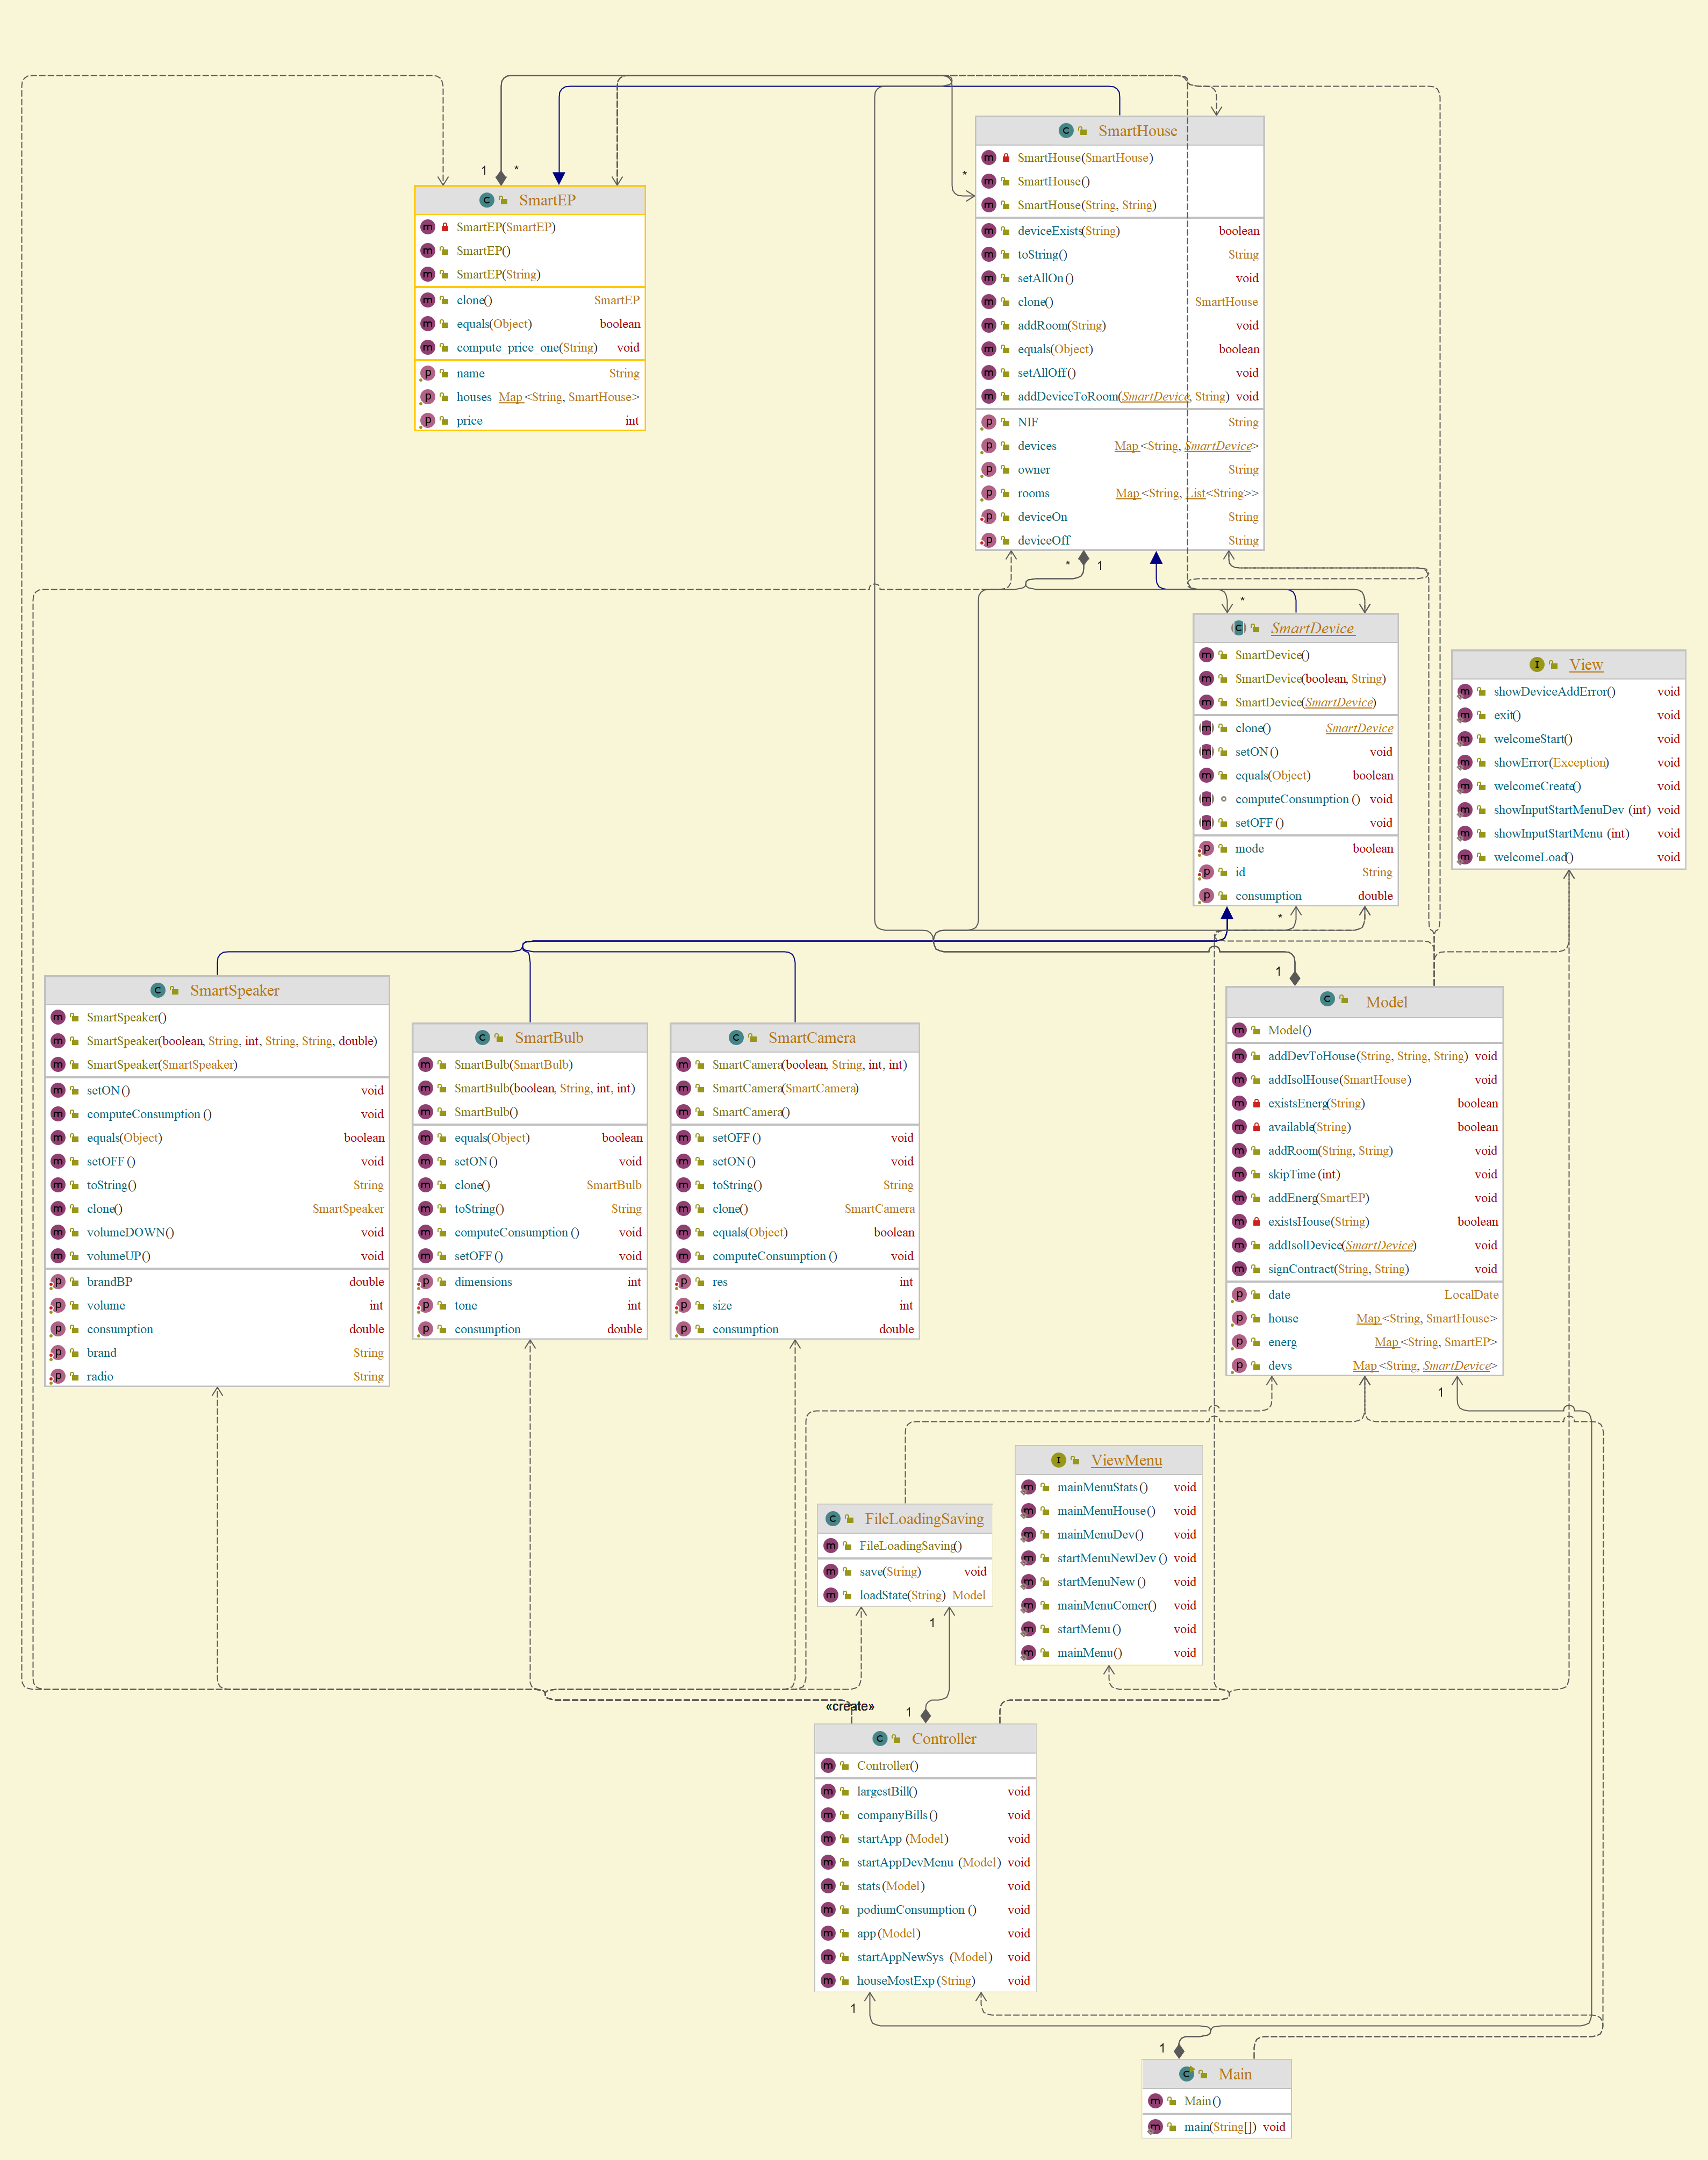 SmartHouse
SmartHouse(SmartHouse)
SmartHouse()
SmartHouse(String, String)
deviceExists(String) boolean
toString() String
setAllOn() void
clone() SmartHouse
addRoom(String) void
equals(Object) boolean
setAllOff() void
addDeviceToRoom(SmartDevice, String) void
NIF String
devices Map<String, SmartDevice>
owner String
rooms Map<String, List<String>>
deviceOn String
deviceOff String
1 *
*
SmartEP
SmartEP(SmartEP)
SmartEP()
SmartEP(String)
clone() SmartEP
equals(Object) boolean
compute_price_one(String) void
name String
houses Map<String, SmartHouse>
price int
* 1
*
SmartDevice
SmartDevice()
SmartDevice(boolean, String)
SmartDevice(SmartDevice)
clone() SmartDevice
setON() void
equals(Object) boolean
computeConsumption() void
setOFF() void
mode boolean
id String
consumption double
*
View
showDeviceAddError() void
exit() void
welcomeStart() void
showError(Exception) void
welcomeCreate() void
showInputStartMenuDev(int) void
showInputStartMenu(int) void
welcomeLoad() void
SmartSpeaker
SmartSpeaker()
SmartSpeaker(boolean, String, int, String, String, double)
SmartSpeaker(SmartSpeaker)
setON() void
computeConsumption() void
equals(Object) boolean
setOFF() void
toString() String
clone() SmartSpeaker
volumeDOWN() void
volumeUP() void
brandBP double
volume int
consumption double
brand String
radio String
SmartBulb
SmartBulb(SmartBulb)
SmartBulb(boolean, String, int, int)
SmartBulb()
equals(Object) boolean
setON() void
clone() SmartBulb
toString() String
computeConsumption() void
setOFF() void
dimensions int
tone int
consumption double
SmartCamera
SmartCamera(boolean, String, int, int)
SmartCamera(SmartCamera)
SmartCamera()
setOFF() void
setON() void
toString() String
clone() SmartCamera
equals(Object) boolean
computeConsumption() void
res int
size int
consumption double
1
Model
Model()
addDevToHouse(String, String, String) void
addIsolHouse(SmartHouse) void
existsEnerg(String) boolean
available(String) boolean
addRoom(String, String) void
skipTime(int) void
addEnerg(SmartEP) void
existsHouse(String) boolean
addIsolDevice(SmartDevice) void
signContract(String, String) void
date LocalDate
house Map<String, SmartHouse>
energ Map<String, SmartEP>
devs Map<String, SmartDevice>
1
ViewMenu
mainMenuStats() void
mainMenuHouse() void
mainMenuDev() void
startMenuNewDev() void
startMenuNew() void
mainMenuComer() void
startMenu() void
mainMenu() void
FileLoadingSaving
FileLoadingSaving()
save(String) void
loadState(String) Model
1
«create»
1
Controller
Controller()
largestBill() void
companyBills() void
startApp(Model) void
startAppDevMenu(Model) void
stats(Model) void
podiumConsumption() void
app(Model) void
startAppNewSys(Model) void
houseMostExp(String) void
1
1
Main
Main()
main(String[]) void